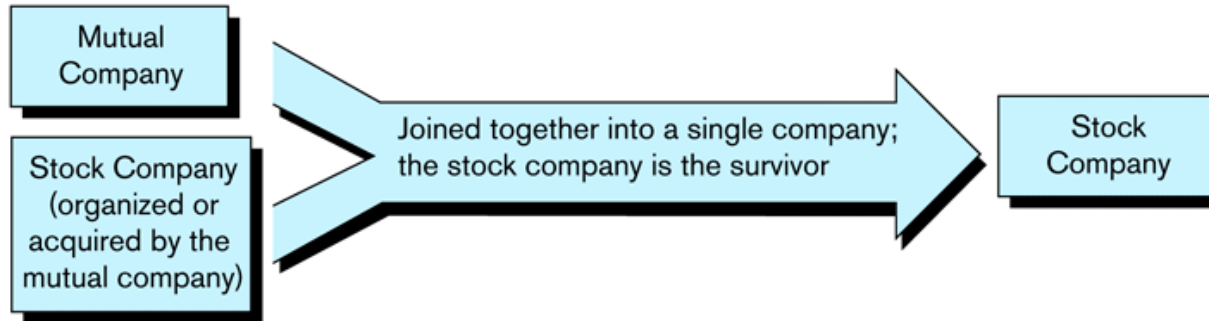 Mutual
Company
Stock Company
(organized or
acquired by the
mutual company)
Joined together into a single company;
the stock company is the survivor
Stock
Company